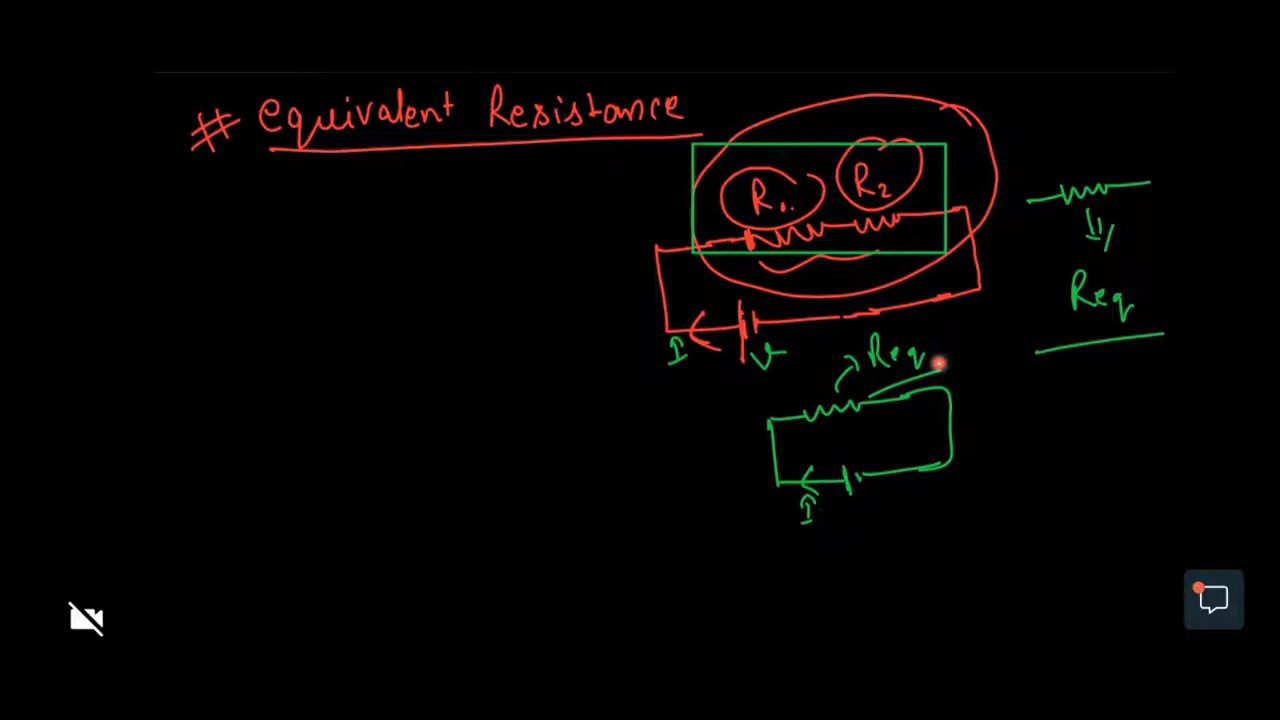 # equivalent Resistance
R1. R2
Req
I V
Req
I